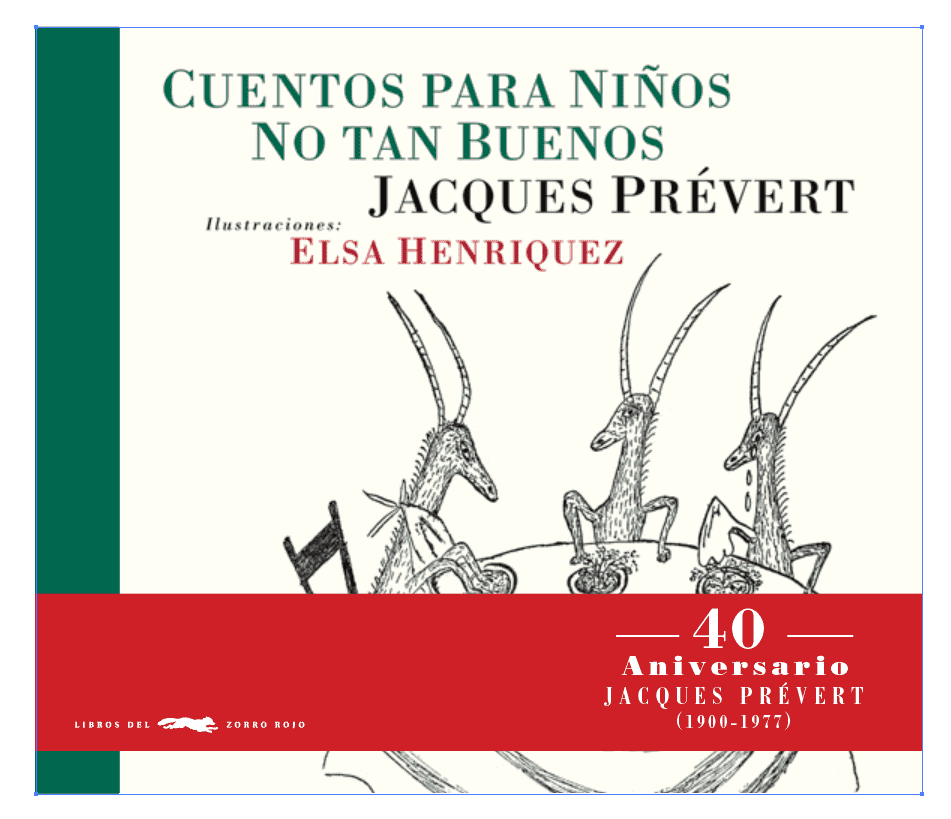 CUENTOS PARA NIÑOS
NO TAN BUENOS
JACQUES PRÉVERT
Ilustraciones:
ELSA HENRIQUEZ
40
Aniversario
JACQUES PRÉVERT
(1900-1977)
LIBROS DEL ZORRO ROJO